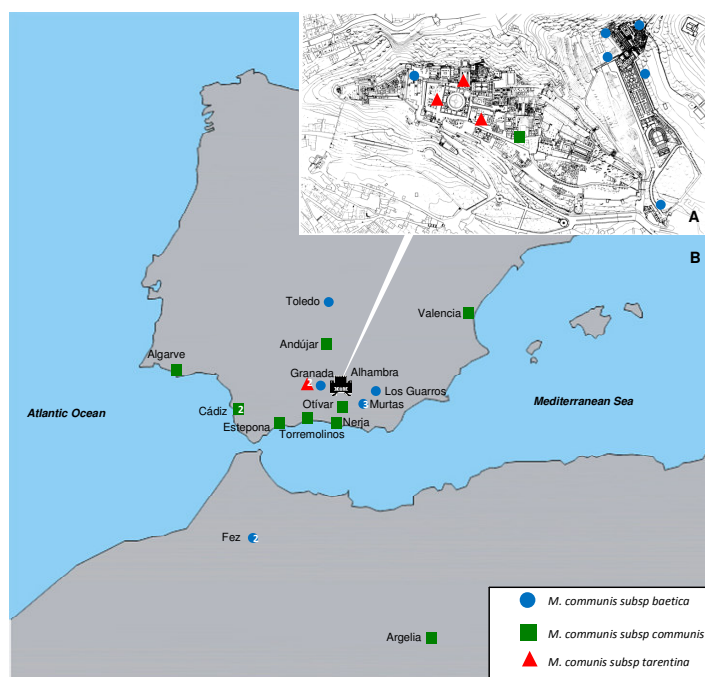 A
B
Toledo
Valencia
Andújar
Algarve
Granada
Alhambra
2
Los Guarros
Otívar
3
Murtas
Cádiz
2
Atlantic Ocean
Mediterranean Sea
Estepona
Nerja
Torremolinos
Fez
2
Argelia
M. communis subsp baetica
M. communis subsp communis
M. comunis subsp tarentina